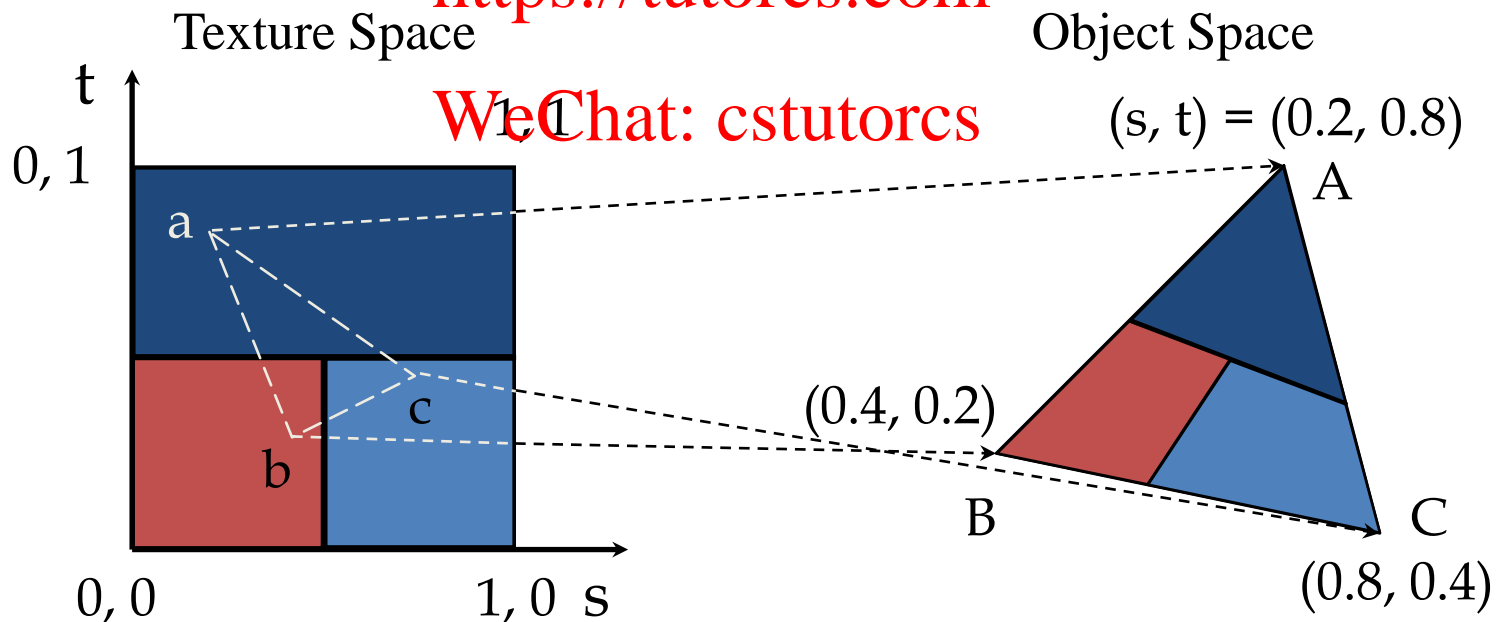 https://tutorcs.com
Texture Space
Object Space
t
1, 1
WeChat: cstutorcs
(s, t) = (0.2, 0.8)
0, 1
A
a
(0.4, 0.2)
c
b
B
C
0, 0
1, 0 s
(0.8, 0.4)